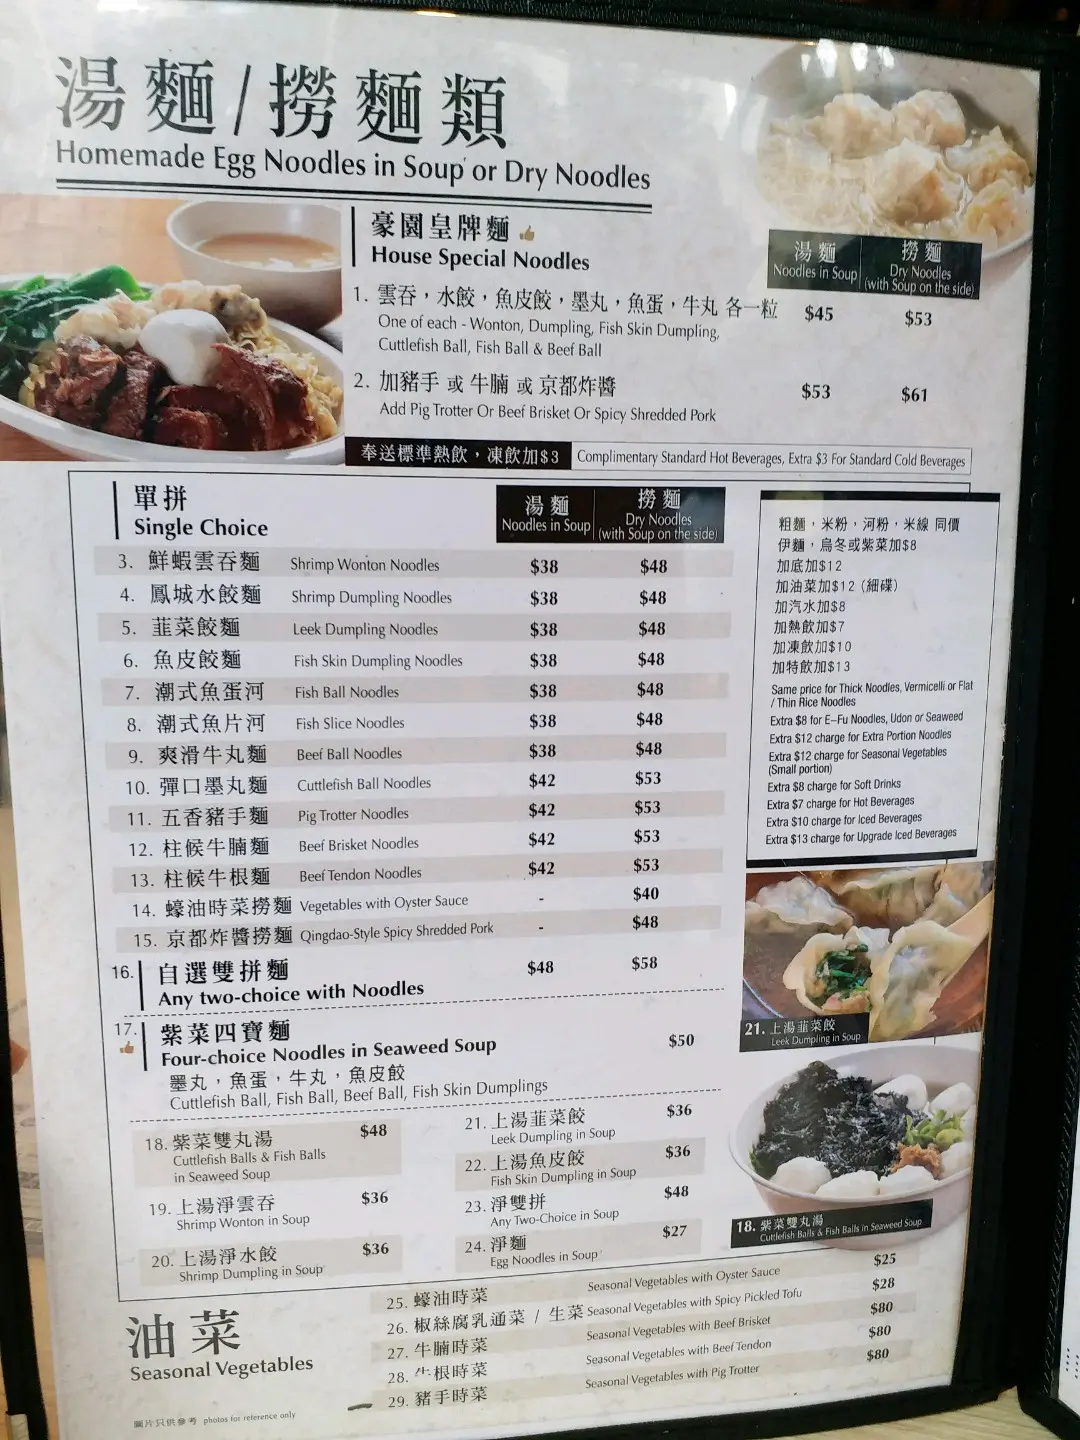 湯麵/撈麵類
Homemade Egg Noodles in Soup or Dry Noodles
豪園皇牌麵
House Special Noodles
湯麵 撈麵
Noodles in Soup Dry Noodles
(with Soup on the side)
1. 雲吞，水餃，魚皮餃，墨丸，魚蛋，牛丸 各一粒 $45 $53
One of each - Wonton, Dumpling, Fish Skin Dumpling,
Cuttlefish Ball, Fish Ball & Beef Ball
2. 加豬手 或 牛腩 或 京都炸醬 $53 $61
Add Pig Trotter Or Beef Brisket Or Spicy Shredded Pork
奉送標準熱飲，凍飲加$3 Complimentary Standard Hot Beverages, Extra $3 For Standard Cold Beverages
單拼
Single Choice
湯麵 撈麵
Noodles in Soup Dry Noodles
(with Soup on the side)
3. 鮮蝦雲吞麵 Shrimp Wonton Noodles $38 $48
4. 鳳城水餃麵 Shrimp Dumpling Noodles $38 $48
5. 韮菜餃麵 Leek Dumpling Noodles $38 $48
6. 魚皮餃麵 Fish Skin Dumpling Noodles $38 $48
7. 潮式魚蛋河 Fish Ball Noodles $38 $48
8. 潮式魚片河 Fish Slice Noodles $38 $48
9. 爽滑牛丸麵 Beef Ball Noodles $38 $48
10. 彈口墨丸麵 Cuttlefish Ball Noodles $42 $53
11. 五香豬手麵 Pig Trotter Noodles $42 $53
12. 柱候牛腩麵 Beef Brisket Noodles $42 $53
13. 柱候牛根麵 Beef Tendon Noodles $42 $53
14. 蠔油時菜撈麵 Vegetables with Oyster Sauce - $40
15. 京都炸醬撈麵 Qingdao-Style Spicy Shredded Pork - $48
16. 自選雙拼麵 $48 $58
Any two-choice with Noodles
17. 紫菜四寶麵
Four-choice Noodles in Seaweed Soup $50
墨丸，魚蛋，牛丸，魚皮餃
Cuttlefish Ball, Fish Ball, Beef Ball, Fish Skin Dumplings
18. 紫菜雙丸湯 $48
Cuttlefish Balls & Fish Balls
in Seaweed Soup
19. 上湯淨雲吞 $36
Shrimp Wonton in Soup
20. 上湯淨水餃 $36
Shrimp Dumpling in Soup
21. 上湯韮菜餃 $36
Leek Dumpling in Soup
22. 上湯魚皮餃 $36
Fish Skin Dumpling in Soup
23. 淨雙拼 $48
Any Two-Choice in Soup
24. 淨麵 $27
Egg Noodles in Soup
粗麵，米粉，河粉，米線 同價
伊麵，烏冬或紫菜加$8
加底加$12
加油菜加$12 (細碟)
加汽水加$8
加熱飲加$7
加凍飲加$10
加特飲加$13
Same price for Thick Noodles, Vermicelli or Flat
/ Thin Rice Noodles
Extra $8 for E–Fu Noodles, Udon or Seaweed
Extra $12 charge for Extra Portion Noodles
Extra $12 charge for Seasonal Vegetables
(Small portion)
Extra $8 charge for Soft Drinks
Extra $7 charge for Hot Beverages
Extra $10 charge for Iced Beverages
Extra $13 charge for Upgrade Iced Beverages
21. 上湯韮菜餃
Leek Dumpling in Soup
18. 紫菜雙丸湯
Cuttlefish Balls & Fish Balls in Seaweed Soup
油菜
Seasonal Vegetables
25. 蠔油時菜 Seasonal Vegetables with Oyster Sauce $25
26. 椒絲腐乳通菜 / 生菜 Seasonal Vegetables with Spicy Pickled Tofu $28
27. 牛腩時菜 Seasonal Vegetables with Beef Brisket $80
28. 牛根時菜 Seasonal Vegetables with Beef Tendon $80
29. 豬手時菜 Seasonal Vegetables with Pig Trotter $80
圖片只供參考 photos for reference only